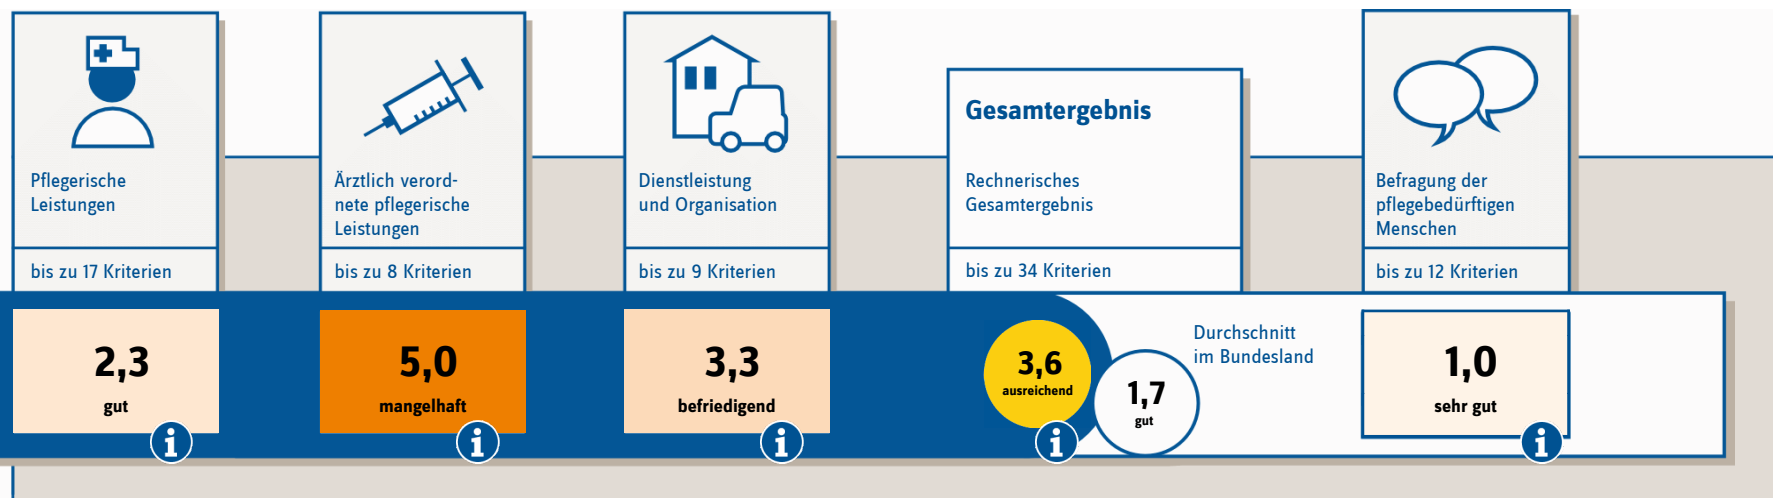 Pflegerische
Leistungen
bis zu 17 Kriterien
2,3
gut
Ärztlich verord-
nete pflegerische
Leistungen
bis zu 8 Kriterien
5,0
mangelhaft
Dienstleistung
und Organisation
bis zu 9 Kriterien
3,3
befriedigend
Gesamtergebnis
Rechnerisches
Gesamtergebnis
bis zu 34 Kriterien
3,6
ausreichend
1,7
gut
Durchschnitt
im Bundesland
Befragung der
pflegebedürftigen
Menschen
bis zu 12 Kriterien
1,0
sehr gut